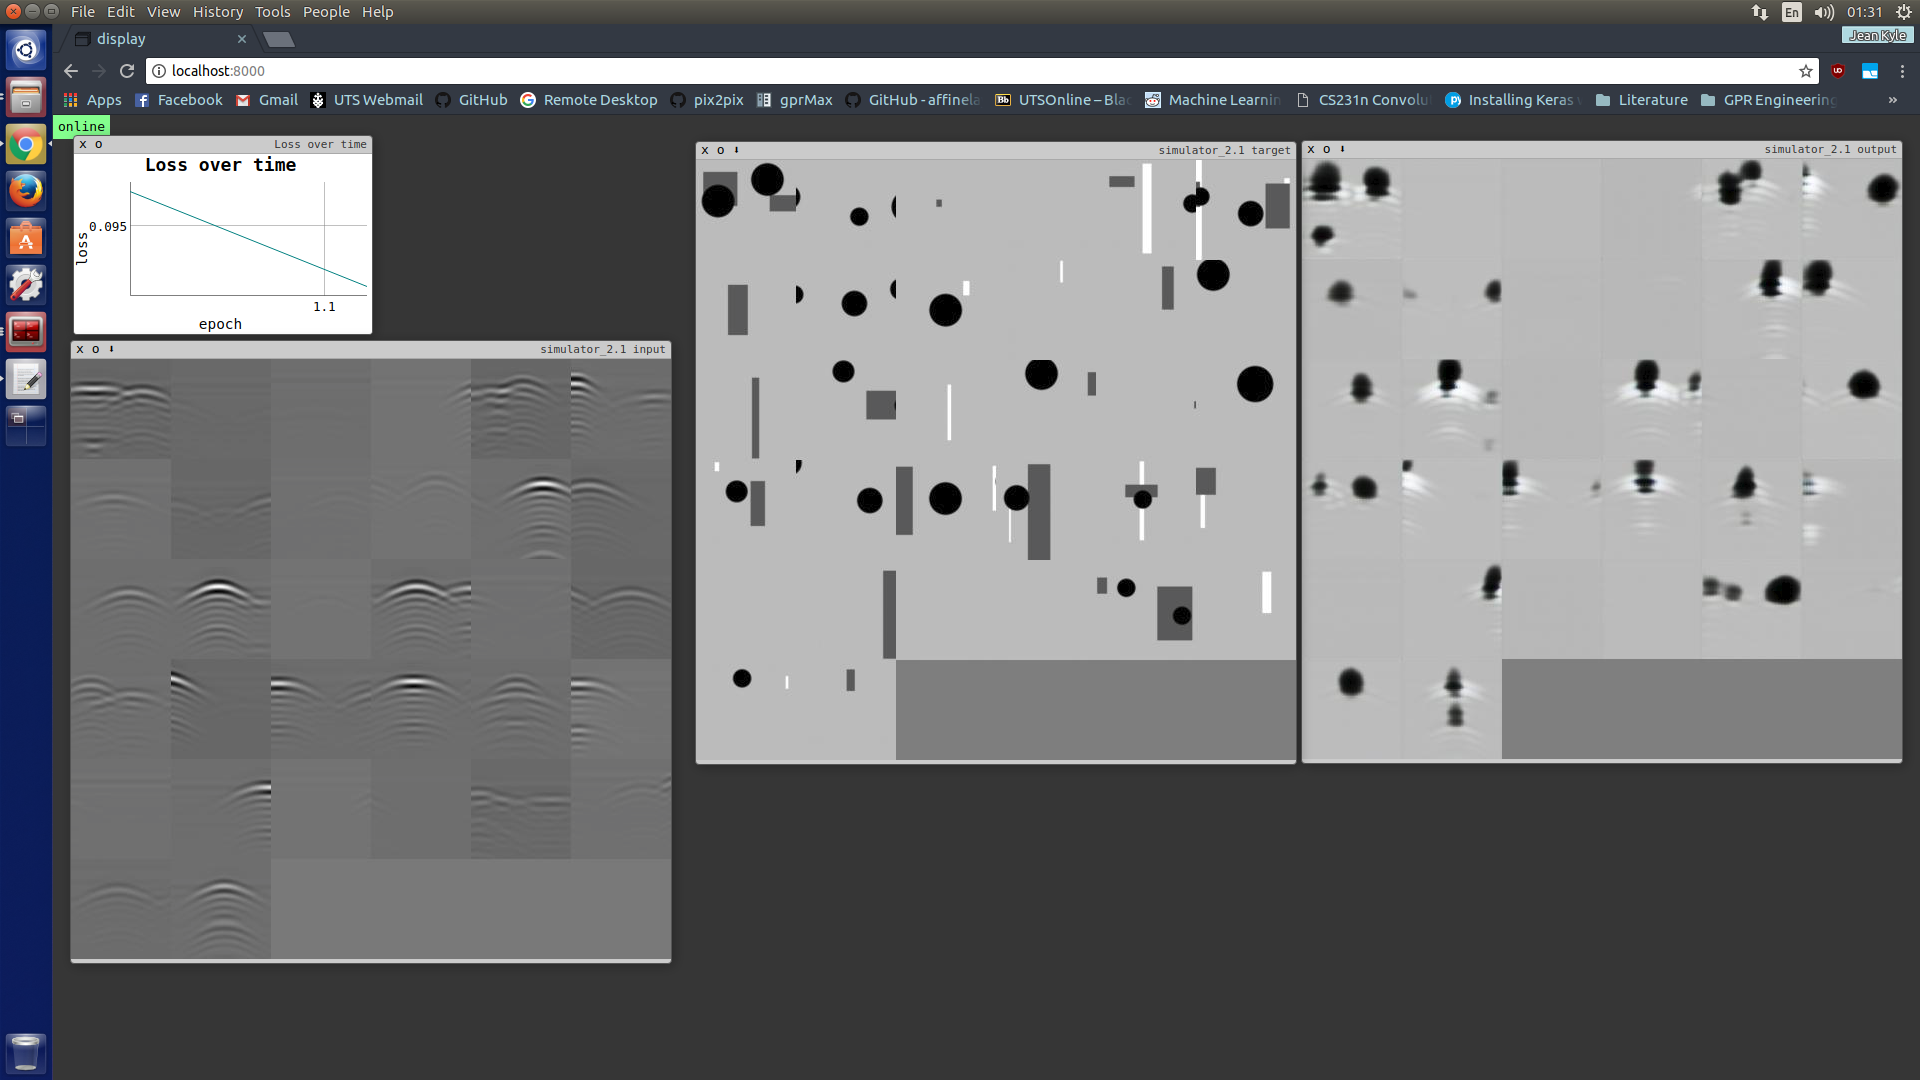 File Edit View History Tools People Help
En 01:31
display
Jean Kyle
localhost:8000
Apps Facebook Gmail UTS Webmail GitHub Remote Desktop pix2pix gprMax GitHub - affinela UTSOnline – Blac Machine Learnin CS231n Convolu Installing Keras Literature GPR Engineering »
online
x o Loss over time
Loss over time
0.095
loss
1.1
epoch
x o simulator_2.1 input
x o simulator_2.1 target
x o simulator_2.1 output